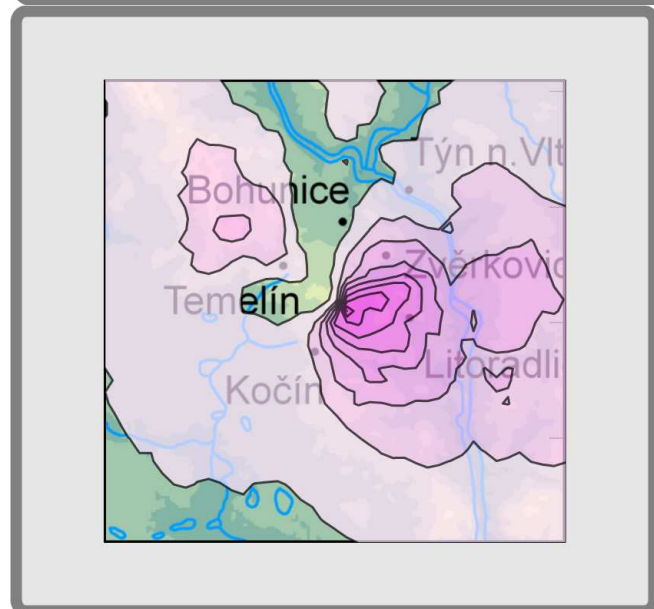 Týn n.Vlt
Bohunice
Zvěrkovic
Temelín
Litoradli
Kočín